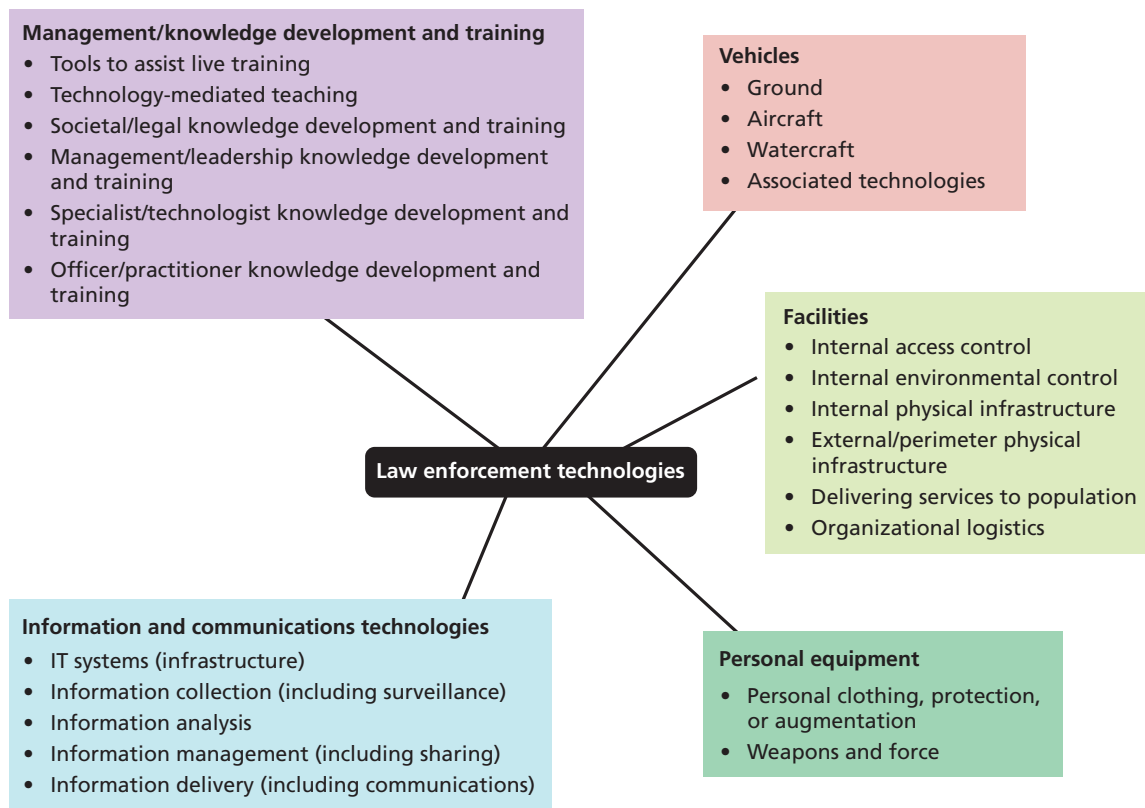 Management/knowledge development and training
• Tools to assist live training
• Technology-mediated teaching
• Societal/legal knowledge development and training
• Management/leadership knowledge development
and training
• Specialist/technologist knowledge development and
training
• Officer/practitioner knowledge development and
training
Vehicles
• Ground
• Aircraft
• Watercraft
• Associated technologies
Facilities
• Internal access control
• Internal environmental control
• Internal physical infrastructure
• External/perimeter physical
infrastructure
• Delivering services to population
• Organizational logistics
Law enforcement technologies
Information and communications technologies
• IT systems (infrastructure)
• Information collection (including surveillance)
• Information analysis
• Information management (including sharing)
• Information delivery (including communications)
Personal equipment
• Personal clothing, protection,
or augmentation
• Weapons and force